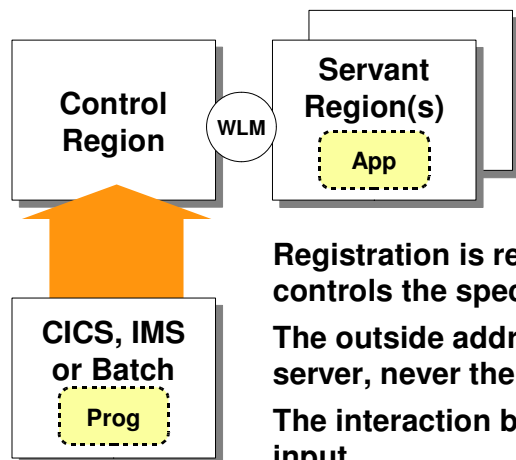 Control
Region
WLM
Servant
Region(s)
App
CICS, IMS
or Batch
Prog
Registration is re
controls the spec
The outside addr
server, never the
The interaction b
input